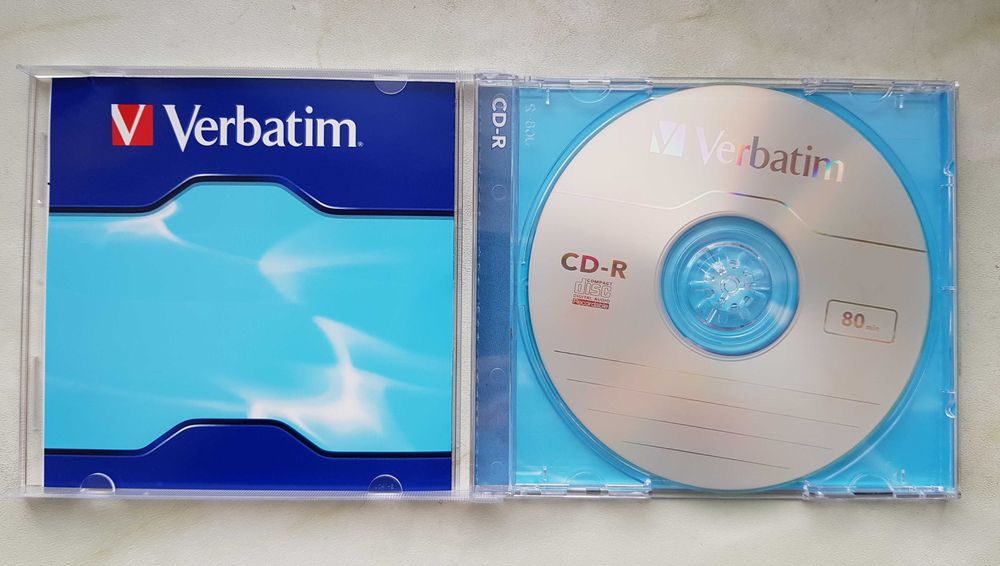 Verbatim
CD-R
Verbatim
CD-R
COMPACT
disc
DIGITAL AUDIO
Recordable
80 min